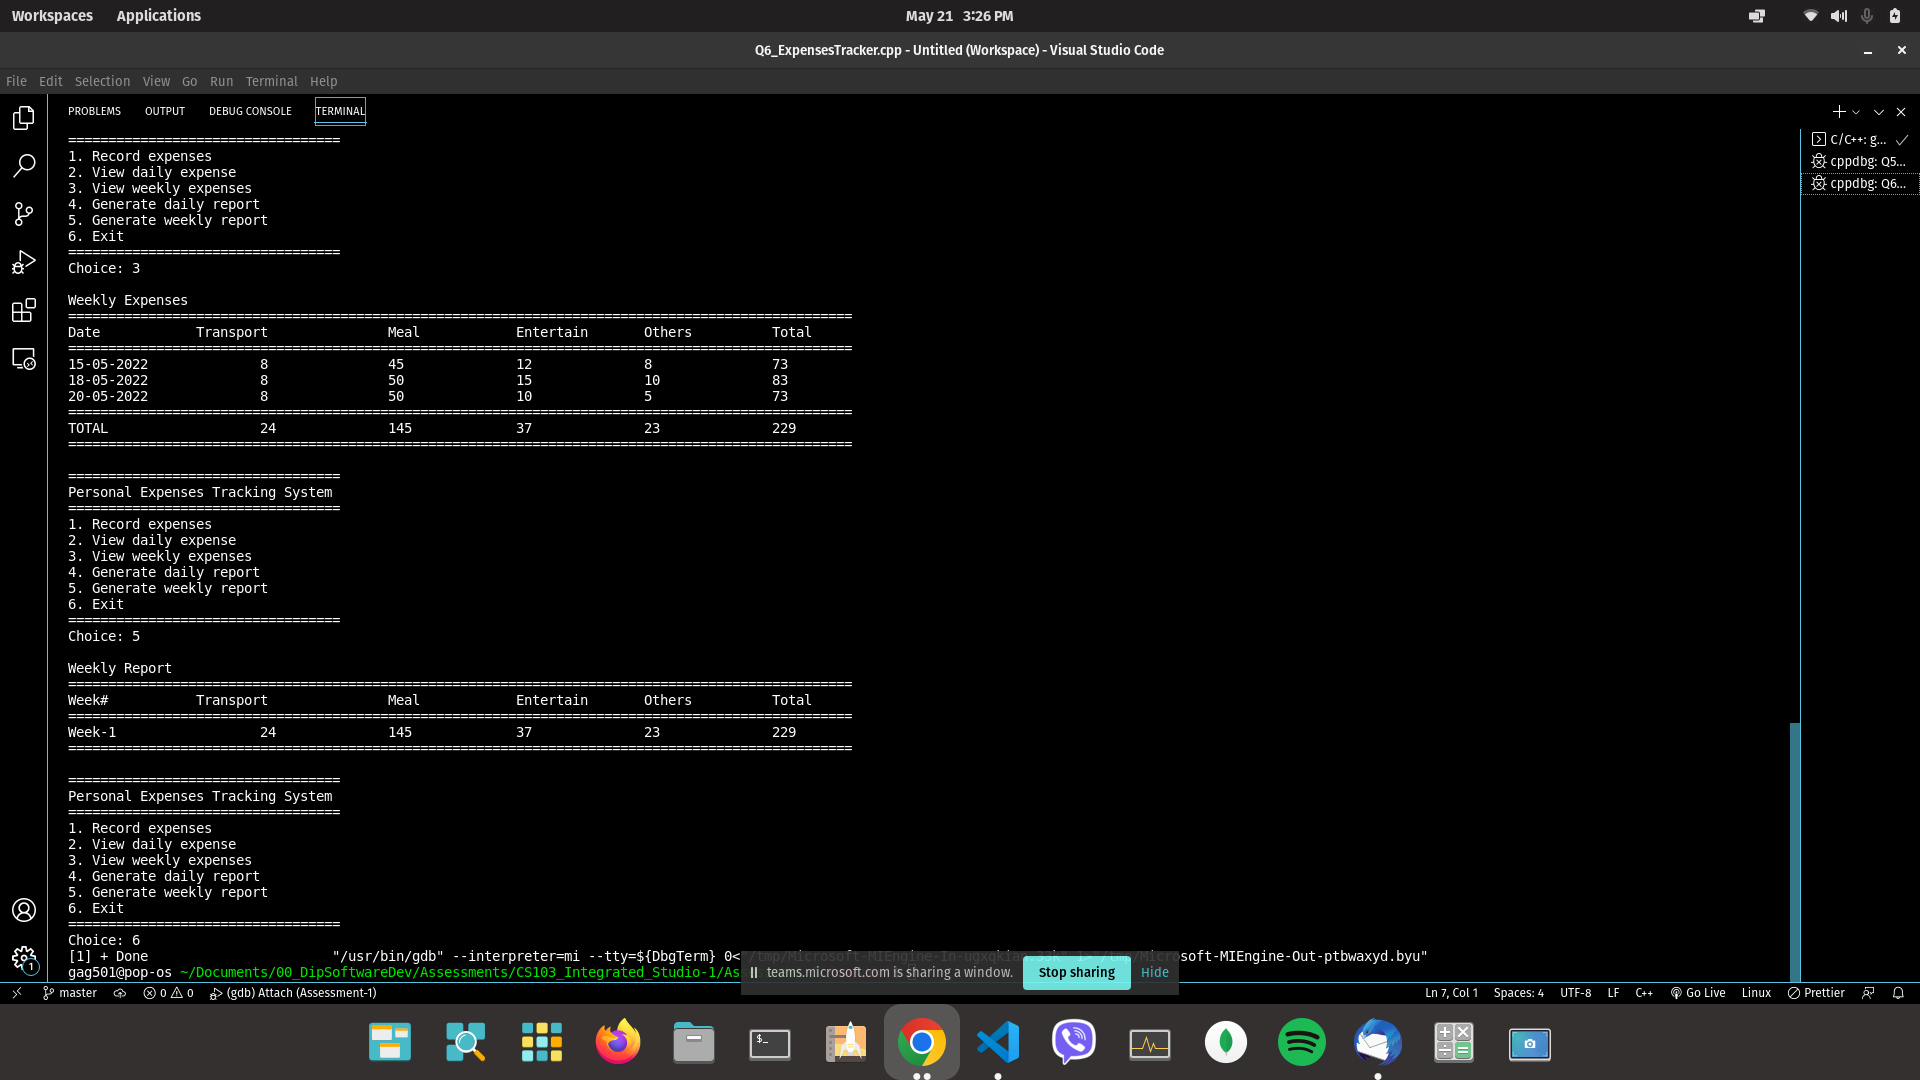 Workspaces Applications May 21 3:26 PM
Q6_ExpensesTracker.cpp - Untitled (Workspace) - Visual Studio Code
File Edit Selection View Go Run Terminal Help
PROBLEMS OUTPUT DEBUG CONSOLE TERMINAL
==================================
C/C++: g...
1. Record expenses
cppdbg: Q5...
2. View daily expense
cppdbg: Q6...
3. View weekly expenses
4. Generate daily report
5. Generate weekly report
6. Exit
==================================
Choice: 3
Weekly Expenses
==================================================================================================
Date Transport Meal Entertain Others Total
==================================================================================================
15-05-2022 8 45 12 8 73
18-05-2022 8 50 15 10 83
20-05-2022 8 50 10 5 73
==================================================================================================
TOTAL 24 145 37 23 229
==================================================================================================
==================================
Personal Expenses Tracking System
==================================
1. Record expenses
2. View daily expense
3. View weekly expenses
4. Generate daily report
5. Generate weekly report
6. Exit
==================================
Choice: 5
Weekly Report
==================================================================================================
Week# Transport Meal Entertain Others Total
==================================================================================================
Week-1 24 145 37 23 229
==================================================================================================
==================================
Personal Expenses Tracking System
==================================
1. Record expenses
2. View daily expense
3. View weekly expenses
4. Generate daily report
5. Generate weekly report
6. Exit
==================================
Choice: 6
[1] + Done "/usr/bin/gdb" --interpreter=mi --tty=${DbgTerm} 0<"/tmp/Microsoft-MIEngine-In- 1>"/tmp/Microsoft-MIEngine-Out-ptbwaxyd.byu"
gag501@pop-os ~/Documents/00_DipSoftwareDev/Assessments/CS103_Integrated_Studio-1/As
teams.microsoft.com is sharing a window. Stop sharing Hide
1
master 0 0 (gdb) Attach (Assessment-1) Ln 7, Col 1 Spaces: 4 UTF-8 LF C++ Go Live Linux Prettier